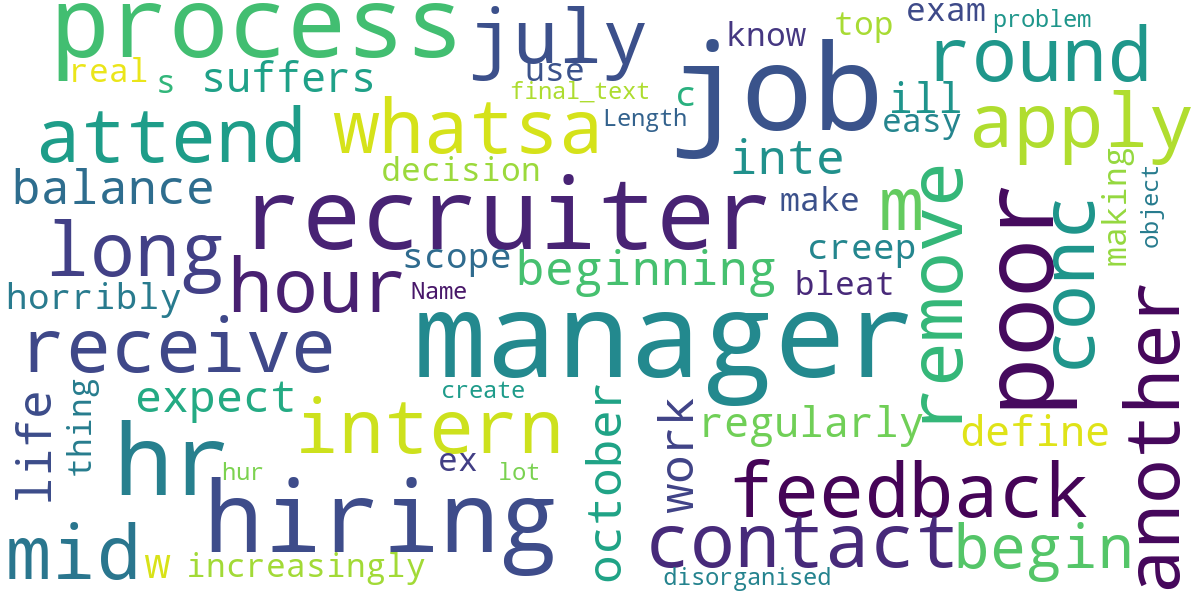 process
july
know
top
exam
problem
real
s
suffers
use
final_text
c
job
round
ill
easy
apply
attend
whatsa
Length
inte
decision
balance
recruiter
make
m
remove
poor
conc
making
object
long
hour
scope
beginning
creep
bleat
horribly
Name
manager
another
receive
expect
create
intern
life
thing
hr
hur
ex
lot
october
work
regularly
define
feedback
hiring
mid
w
increasingly
contact
begin
disorganised